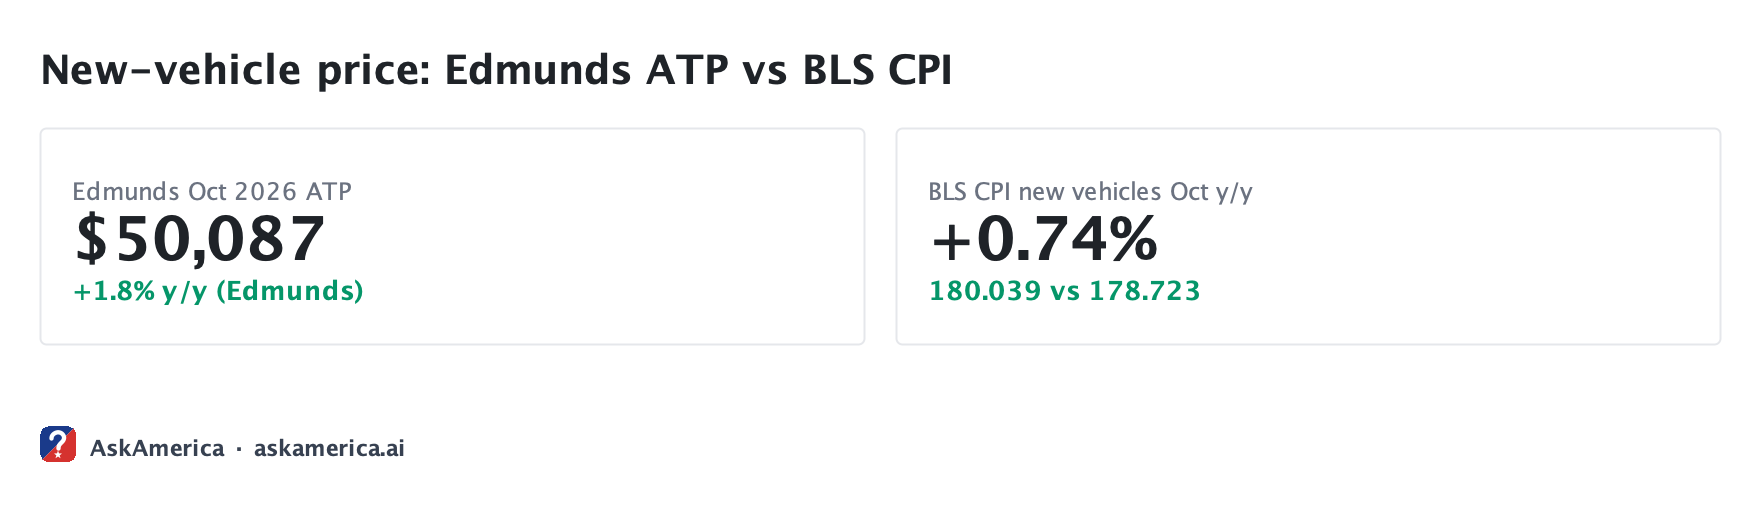 New-vehicle price: Edmunds ATP vs BLS CPI
Edmunds Oct 2026 ATP
$50,087
+1.8% y/y (Edmunds)
BLS CPI new vehicles Oct y/y
+0.74%
180.039 vs 178.723
?
AskAmerica · askamerica.ai